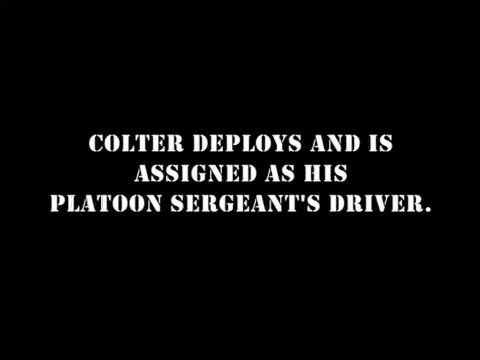 COLTER DEPLOYS AND IS
ASSIGNED AS HIS
PLATOON SERGEANT'S DRIVER.